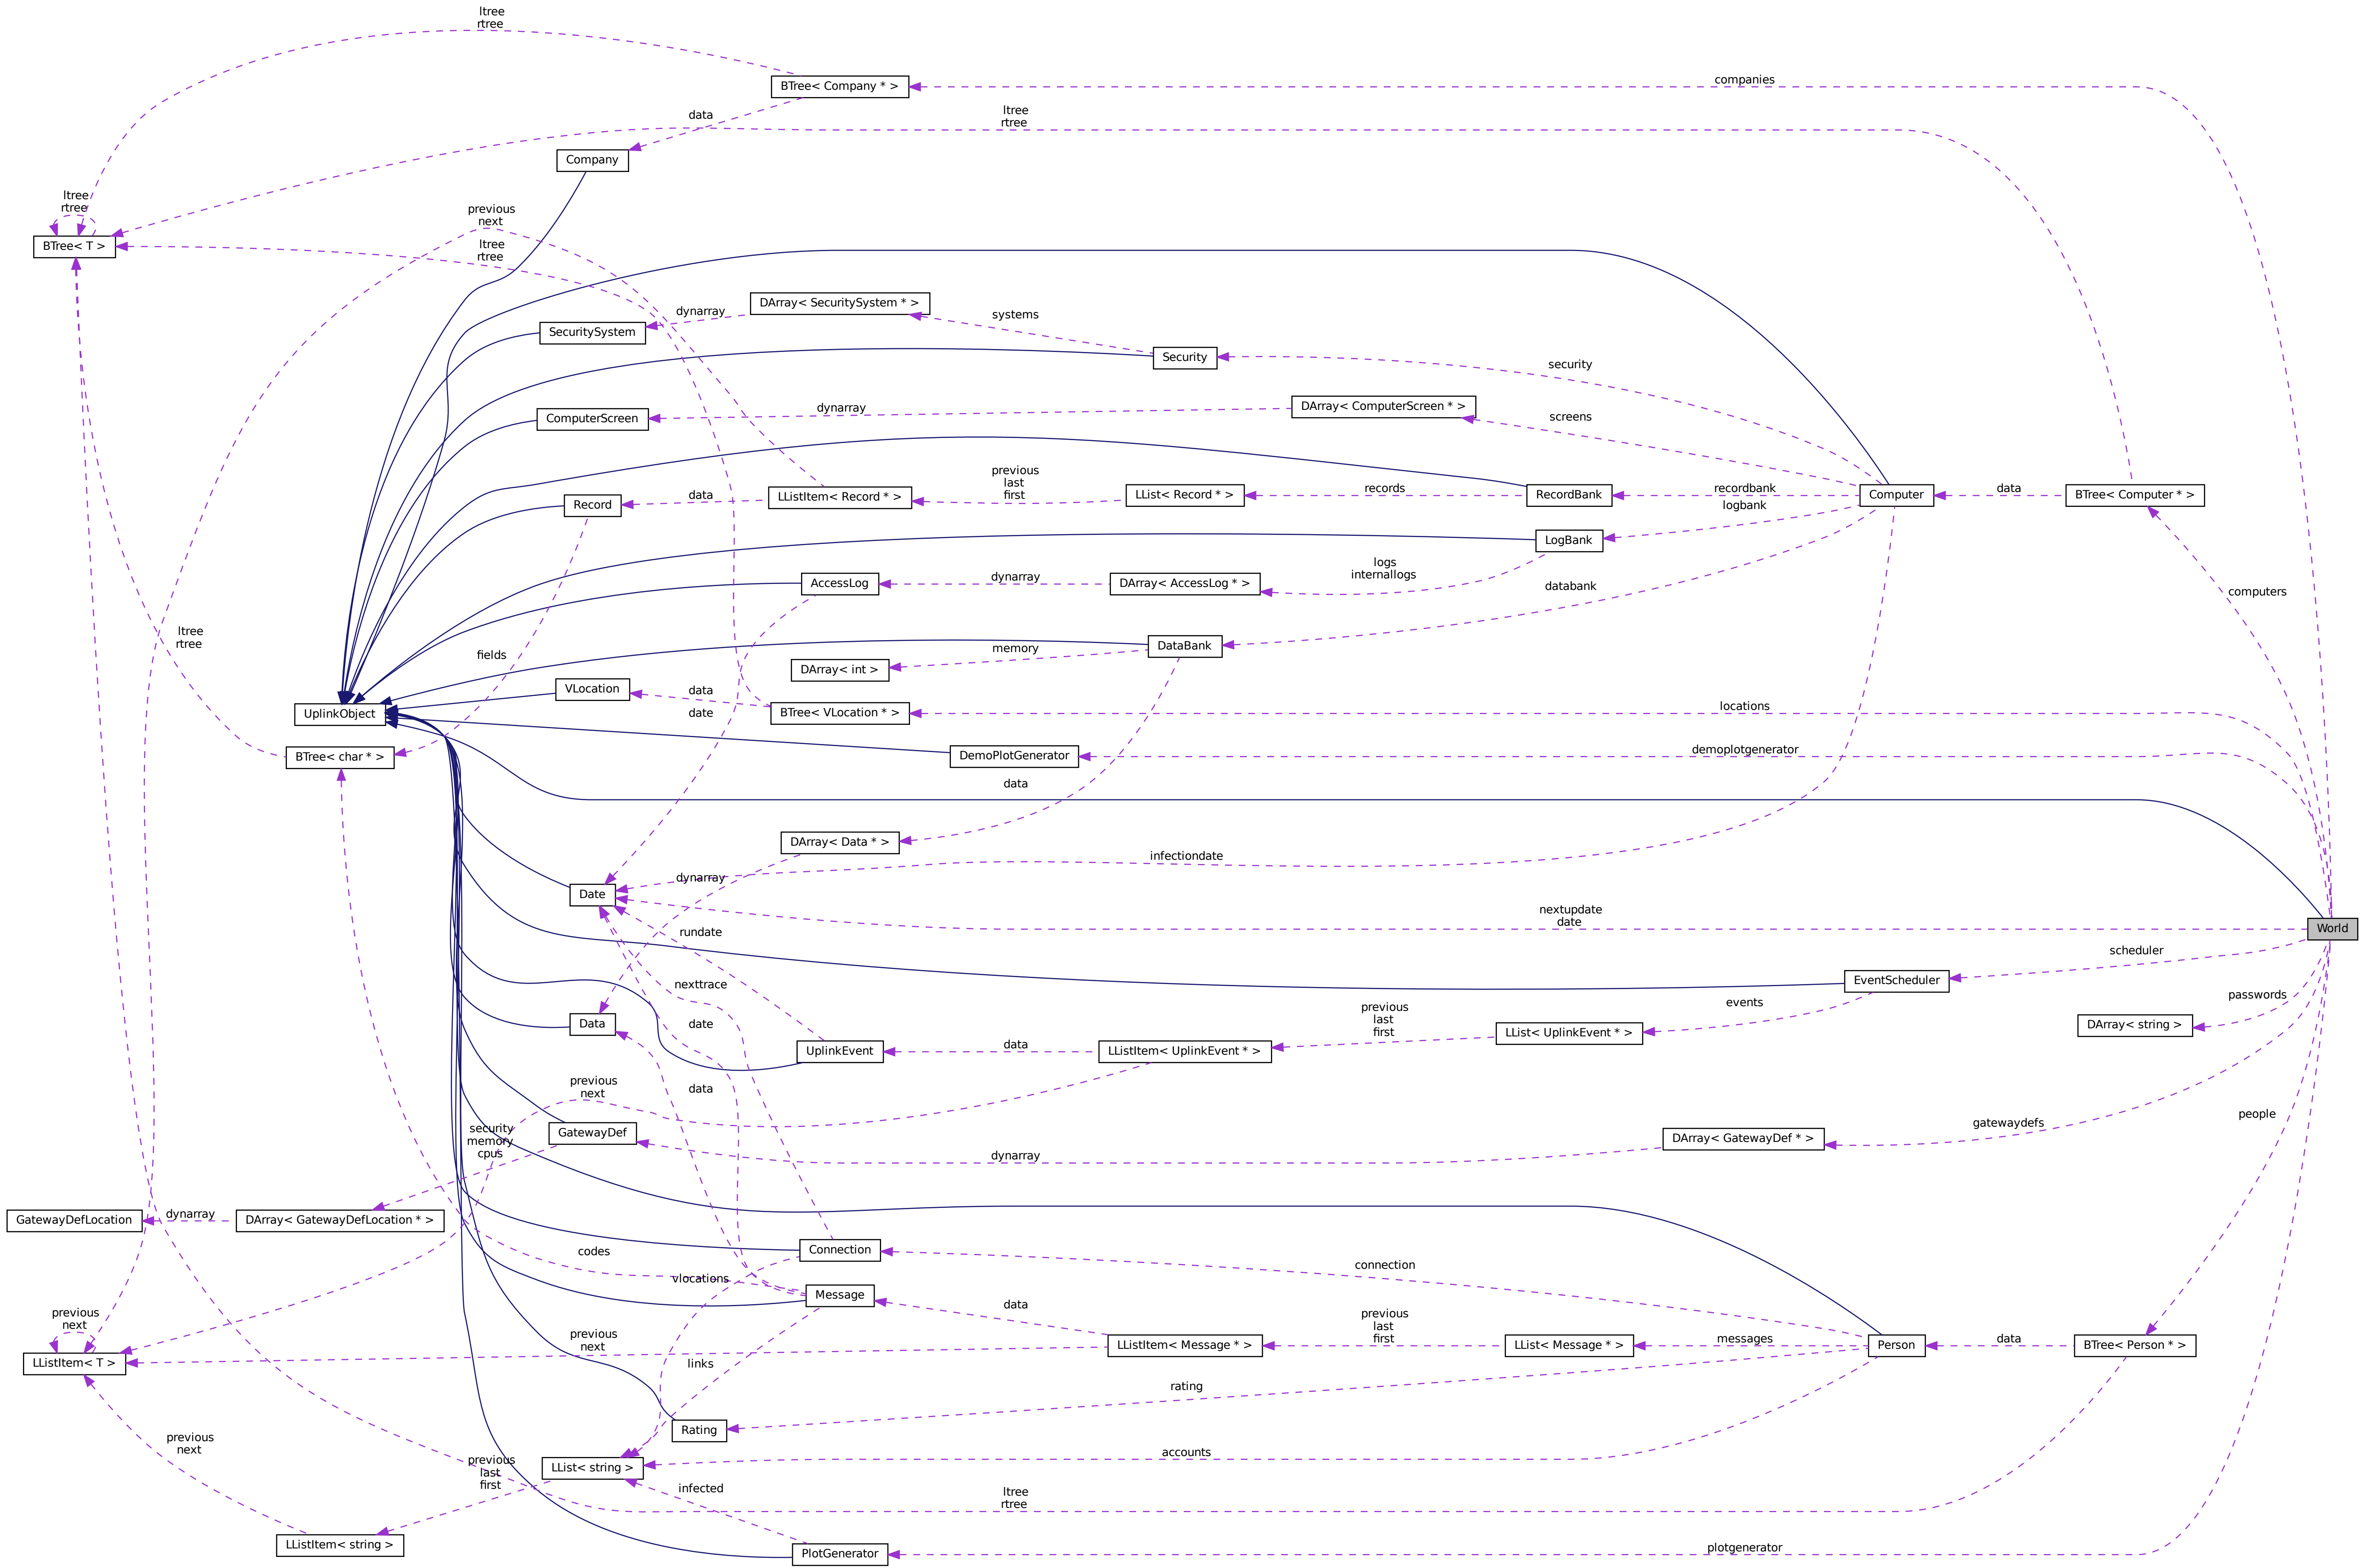 ltree
rtree
BTree< Company * >
companies
data
ltree
rtree
Company
ltree
rtree
BTree< T >
previous
next
ltree
rtree
DArray< SecuritySystem * >
dynarray
systems
SecuritySystem
Security
security
ComputerScreen
dynarray
DArray< ComputerScreen * >
screens
Record
data
LListItem< Record * >
previous
last
first
LList< Record * >
records
RecordBank
recordbank
logbank
Computer
data
BTree< Computer * >
LogBank
logs
internallogs
AccessLog
dynarray
DArray< AccessLog * >
databank
computers
ltree
rtree
fields
DArray< int >
memory
DataBank
VLocation
data
date
BTree< VLocation * >
locations
UplinkObject
BTree< char * >
DemoPlotGenerator
demoplotgenerator
data
DArray< Data * >
infectiondate
dynarray
Date
nextupdate
date
World
rundate
scheduler
EventScheduler
nexttrace
events
passwords
Data
date
previous
last
first
LList< UplinkEvent * >
DArray< string >
UplinkEvent
data
LListItem< UplinkEvent * >
previous
next
data
people
security
memory
cpus
GatewayDef
dynarray
DArray< GatewayDef * >
gatewaydefs
GatewayDefLocation
dynarray
DArray< GatewayDefLocation * >
codes
Connection
connection
vlocations
Message
data
previous
next
LListItem< T >
previous
next
links
LListItem< Message * >
previous
last
first
LList< Message * >
messages
Person
data
BTree< Person * >
rating
Rating
previous
next
previous
last
first
LList< string >
accounts
infected
ltree
rtree
LListItem< string >
PlotGenerator
plotgenerator